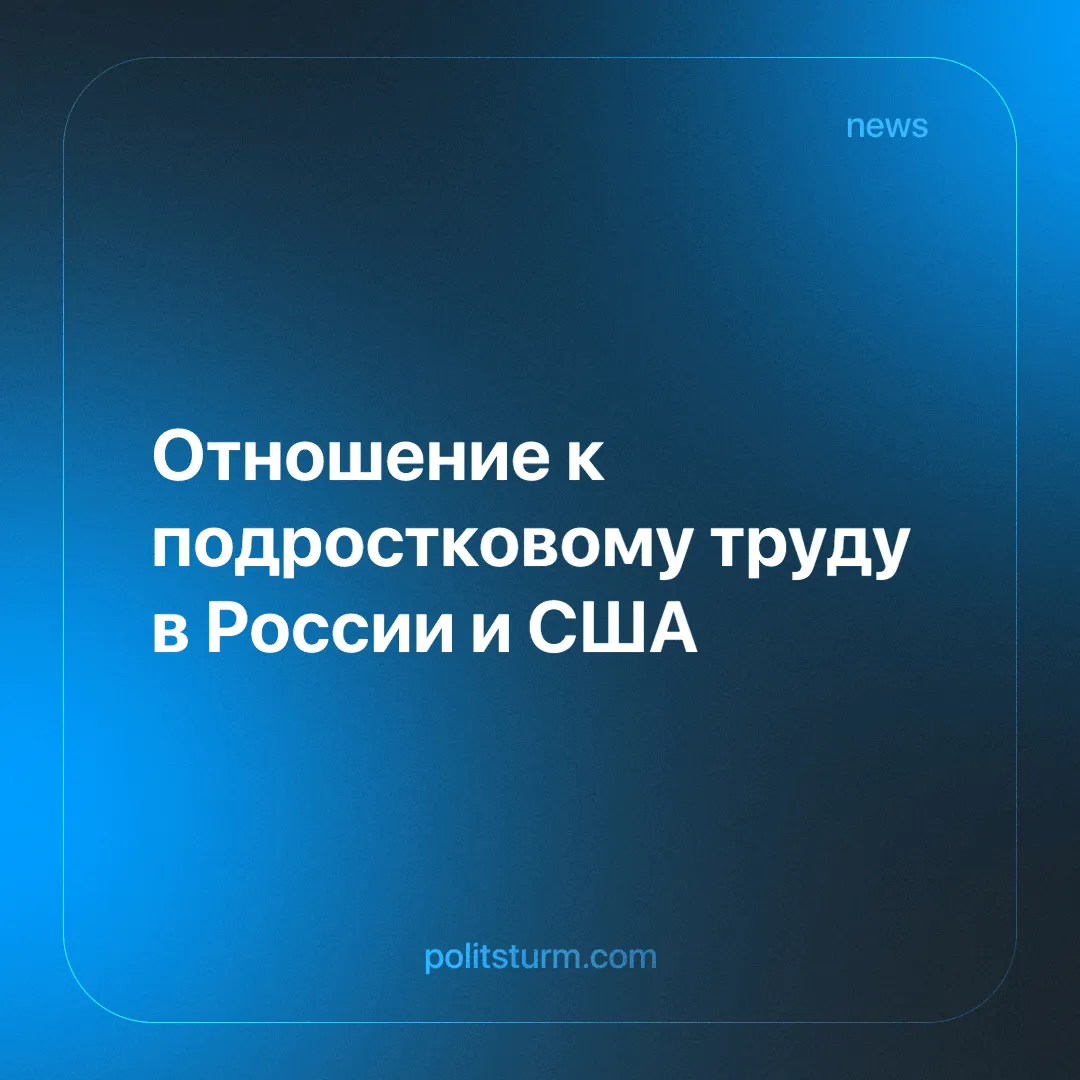 news
Отношение к
подростковому труду
в России и США
politsturm.com